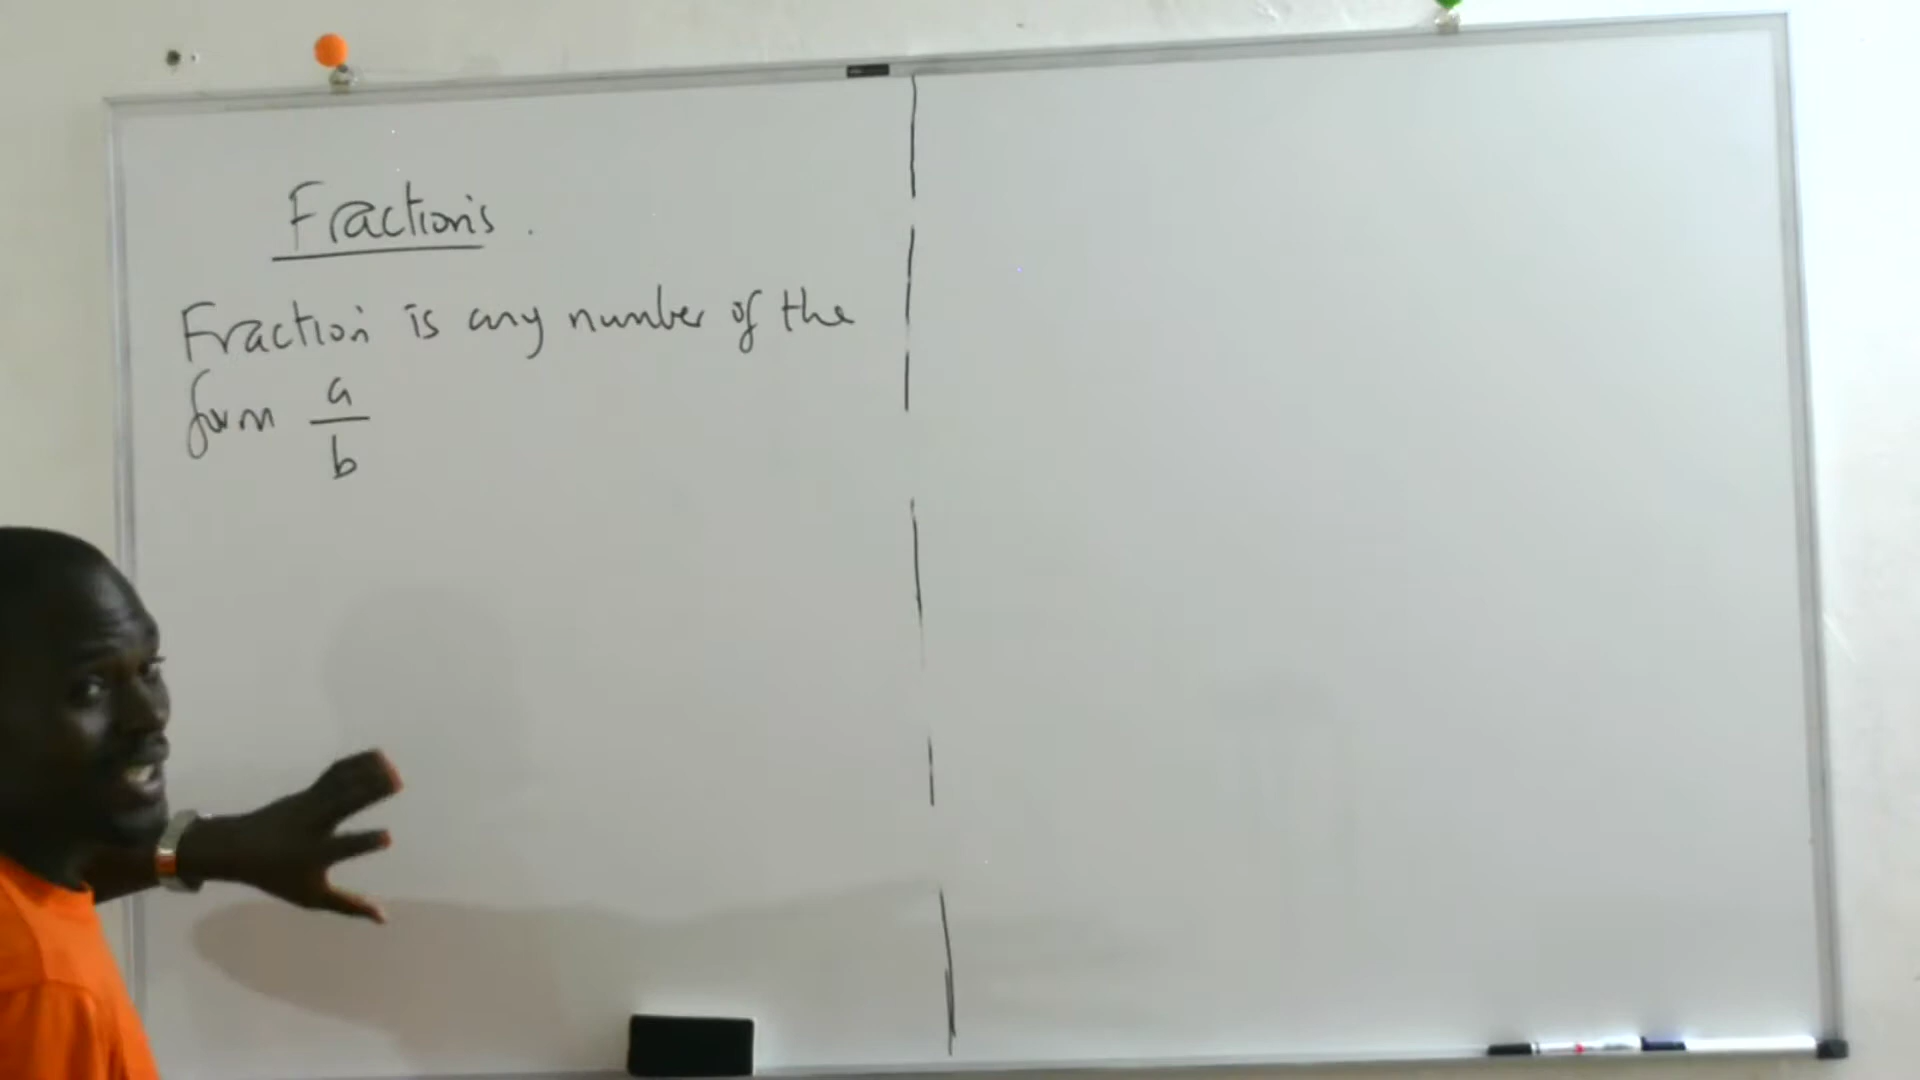 Fractions.
Fraction is any number of the
form a/b